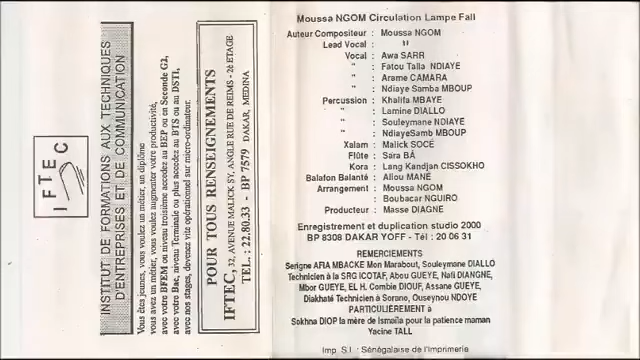 IFTEC
INSTITUT DE FORMATIONS AUX TECHNIQUES
D'ENTREPRISES ET DE COMMUNICATION
Vous êtes jeunes, vous voulez un métier, un diplôme
vous avez un métier, vous voulez augmenter votre productivité,
avec votre BFEM ou niveau troisième accedez au BEP ou en Seconde G2,
avec votre Bac, niveau Terminale ou plus accedez au BTS ou au DSTI,
avec nos stages, devenez vite opérationnel sur micro-ordinateur.
POUR TOUS RENSEIGNEMENTS
IFTEC, 32, AVENUE MALICK SY, ANGLE RUE DE REIMS - 2è ETAGE
TEL. : 22.80.33 - BP 7579 DAKAR, MEDINA
Moussa NGOM Circulation Lampe Fall
Auteur Compositeur : Moussa NGOM
Lead Vocal : "
Vocal : Awa SARR
" : Fatou Talla NDIAYE
" : Arame CAMARA
" : Ndiaye Samba MBOUP
Percussion : Khalifa MBAYE
" : Lamine DIALLO
" : Souleymane NDIAYE
" : NdiayeSamb MBOUP
Xalam : Malick SOCÉ
Flûte : Sara BÂ
Kora : Lang Kandjan CISSOKHO
Balafon Balanté : Allou MANÉ
Arrangement : Moussa NGOM
: Boubacar NGUIRO
Producteur : Masse DIAGNE
Enregistrement et duplication studio 2000
BP 8308 DAKAR YOFF - Tél : 20 06 31
REMERCIEMENTS
Serigne AFIA MBACKE Mon Marabout, Souleymane DIALLO
Technicien à la SRG ICOTAF, Abou GUEYE, Nafi DIANGNE,
Mbor GUEYE, EL H. Combie DIOUF, Assane GUEYE,
Diakhaté Technicien à Sorano, Ouseynou NDOYE
PARTICULIÈREMENT à
Sokhna DIOP la mère de Ismaïla pour la patience maman
Yacine TALL
Imp. S.I. : Sénégalaise de l'Imprimerie